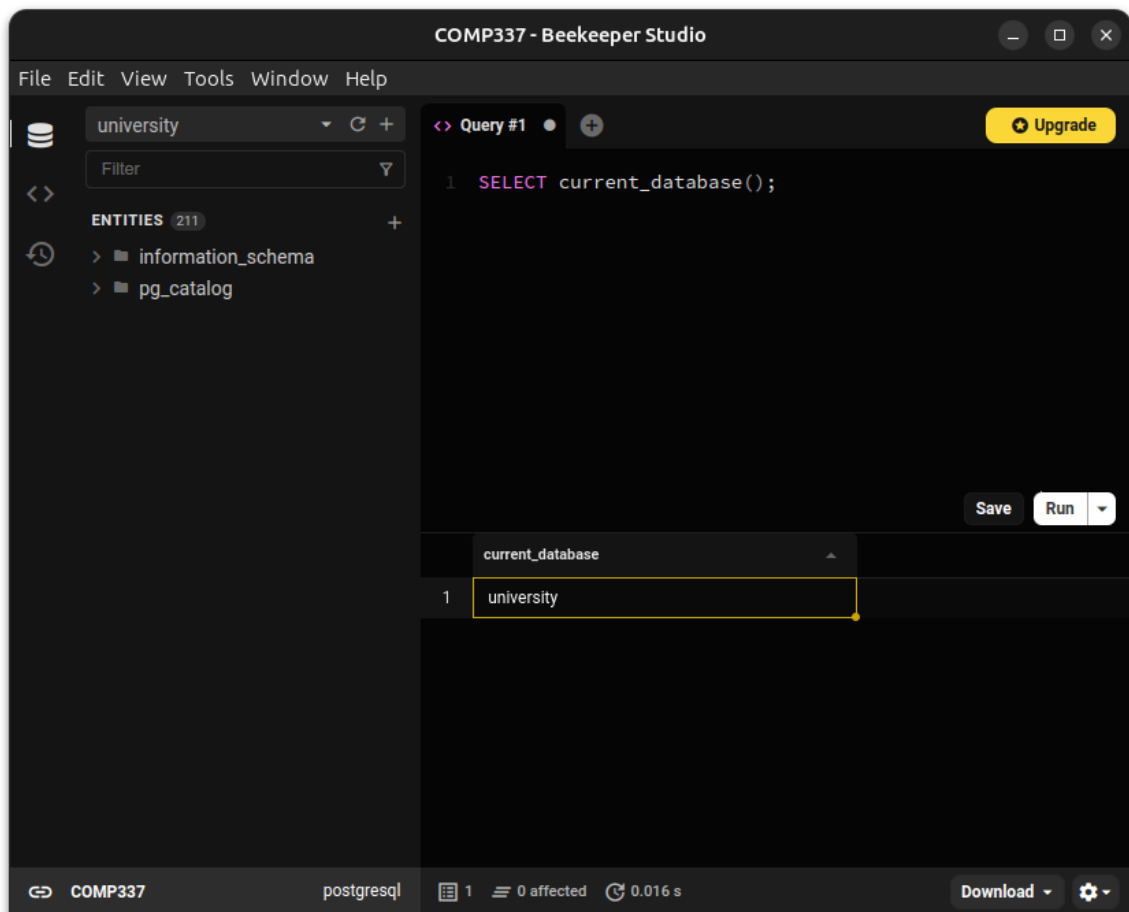 COMP337 - Beekeeper Studio
File Edit View Tools Window Help
university
Filter
ENTITIES 211
information_schema
pg_catalog
Query #1
Upgrade
1 SELECT current_database();
Save Run
current_database
1 university
COMP337 postgresql
1 0 affected 0.016 s
Download